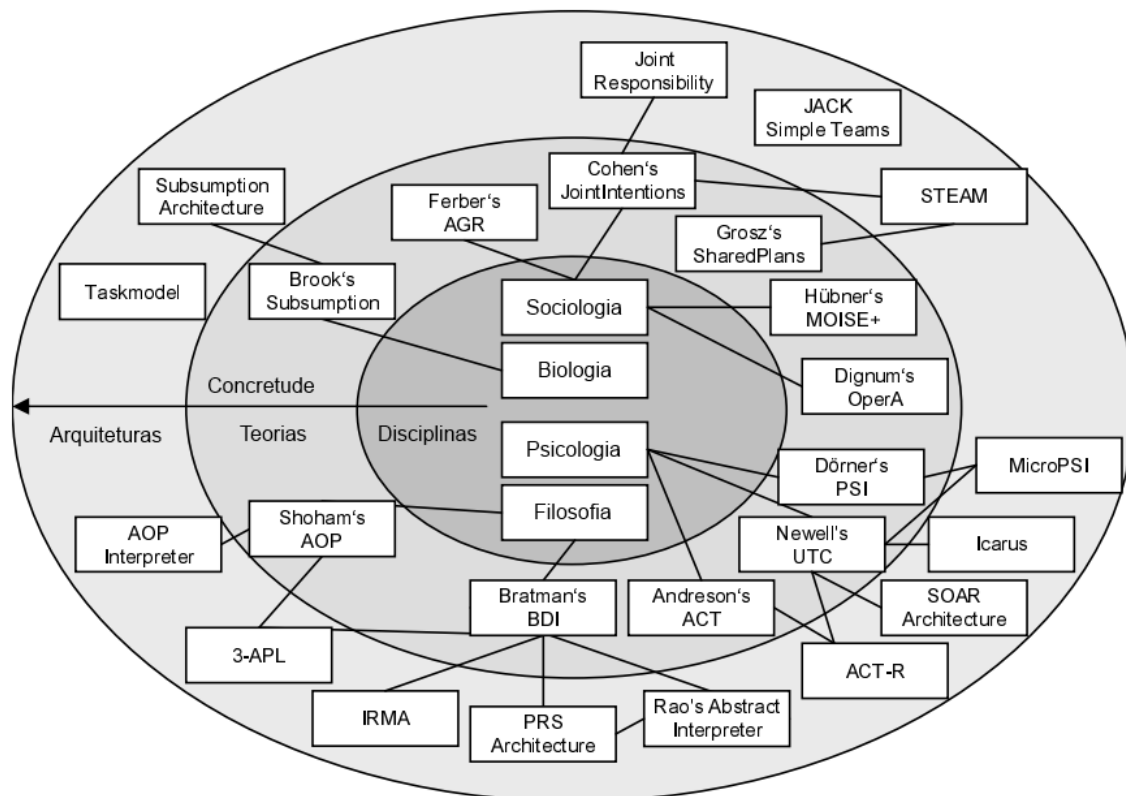 Joint
Responsibility
JACK
Simple Teams
Cohen‘s
JointIntentions
Subsumption
Architecture
STEAM
Ferber‘s
AGR
Grosz‘s
SharedPlans
Taskmodel
Brook‘s
Subsumption
Sociologia
Hübner‘s
MOISE+
Biologia
Dignum‘s
OperA
Concretude
Arquiteturas
Teorias
Disciplinas
Psicologia
Dörner‘s
PSI
MicroPSI
Filosofia
AOP
Interpreter
Shoham‘s
AOP
Newell‘s
UTC
Icarus
Bratman‘s
BDI
Andreson‘s
ACT
SOAR
Architecture
3-APL
ACT-R
IRMA
PRS
Architecture
Rao's Abstract
Interpreter